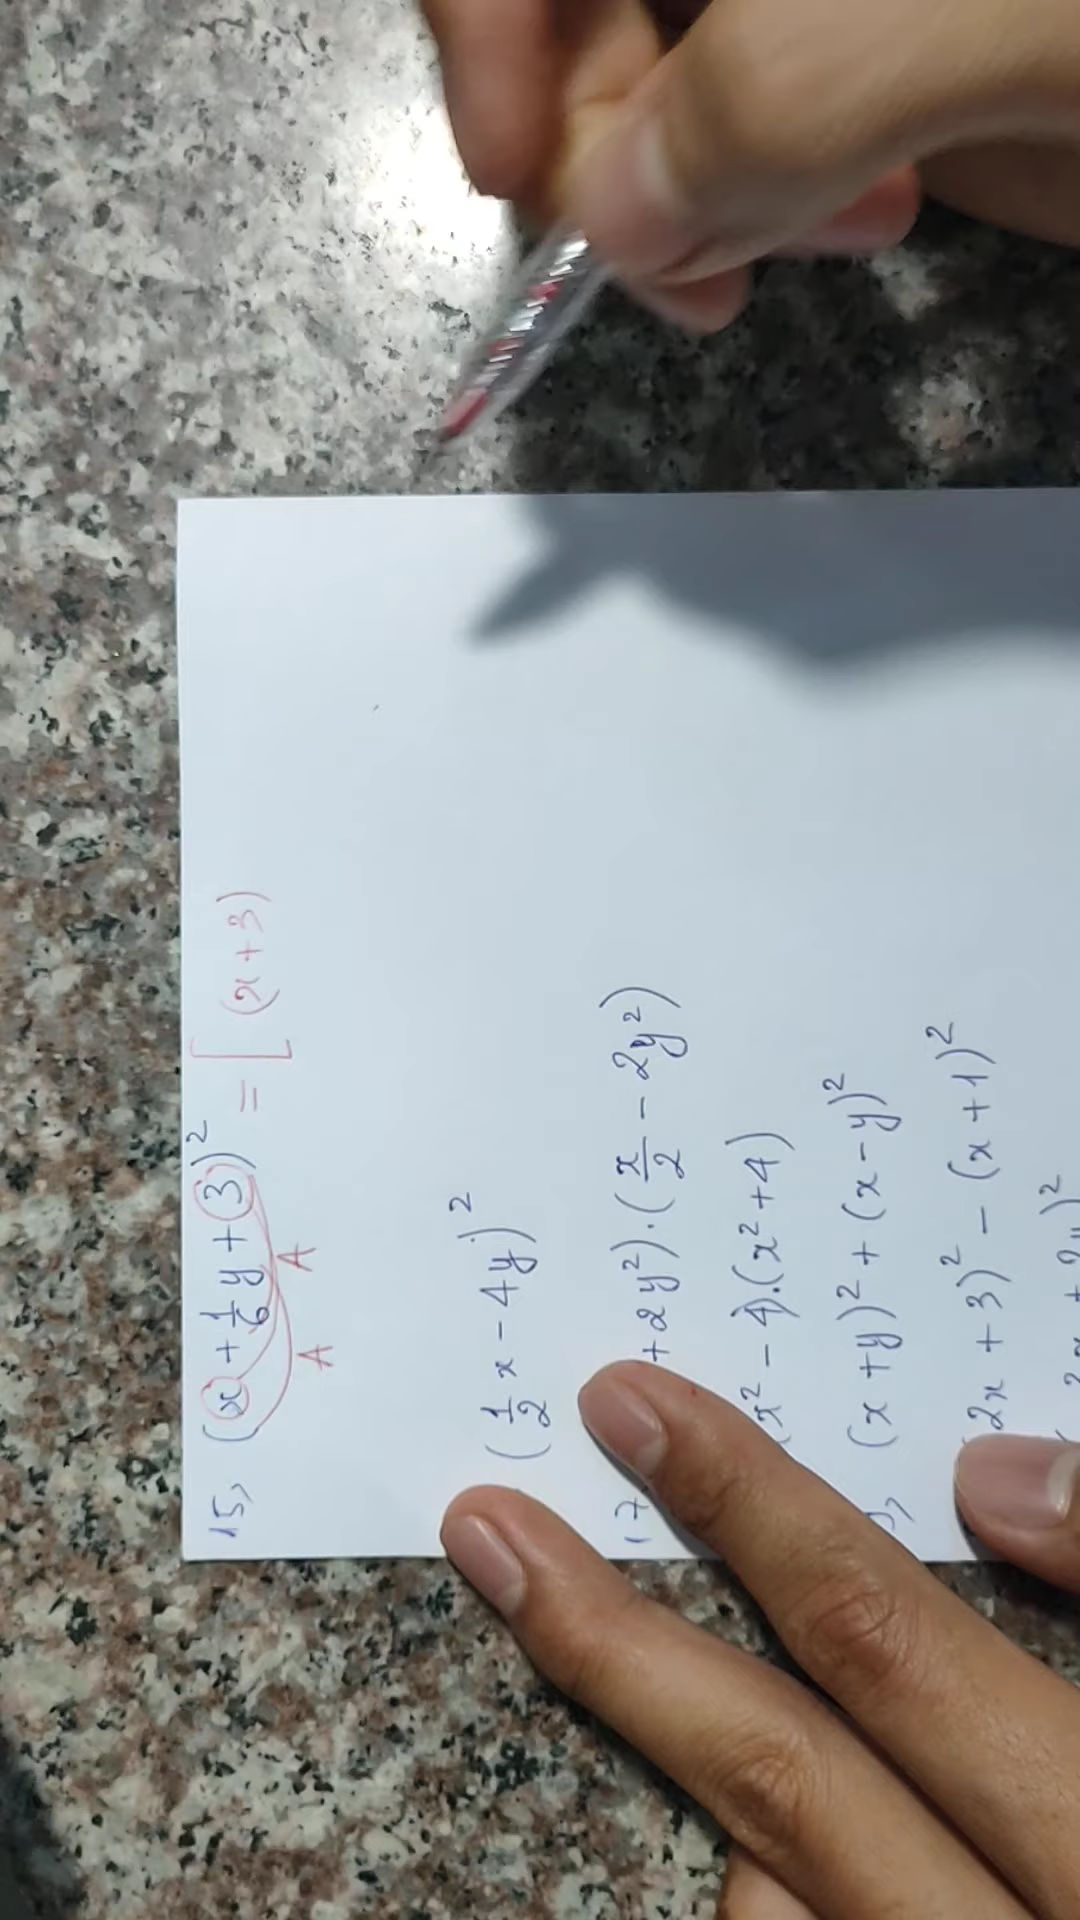 15, (x + 1/6 y + 3)² = [ (x + 3)
A A
(1/2 x - 4y)²
17 + 2y²).(x/2 - 2y²)
x² - 4).(x² + 4)
(x + y)² + (x - y)²
2x + 3)² - (x + 1)²